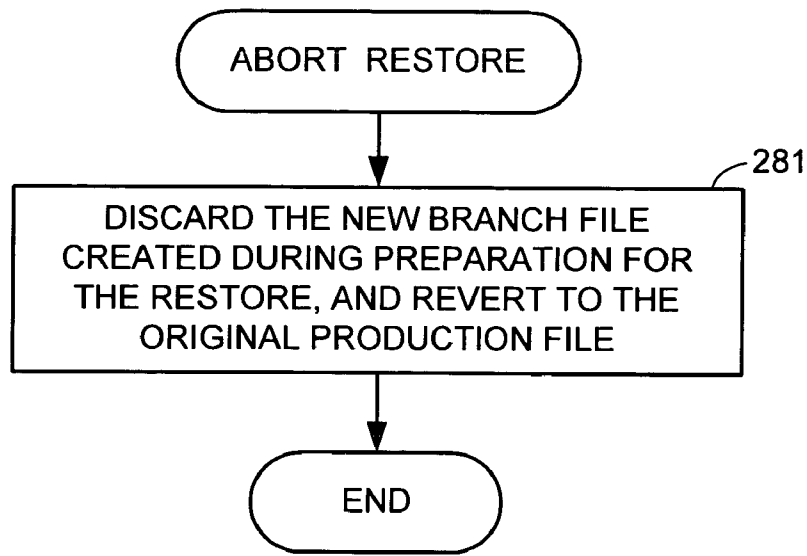 ABORT RESTORE
281
DISCARD THE NEW BRANCH FILE
CREATED DURING PREPARATION FOR
THE RESTORE, AND REVERT TO THE
ORIGINAL PRODUCTION FILE
END